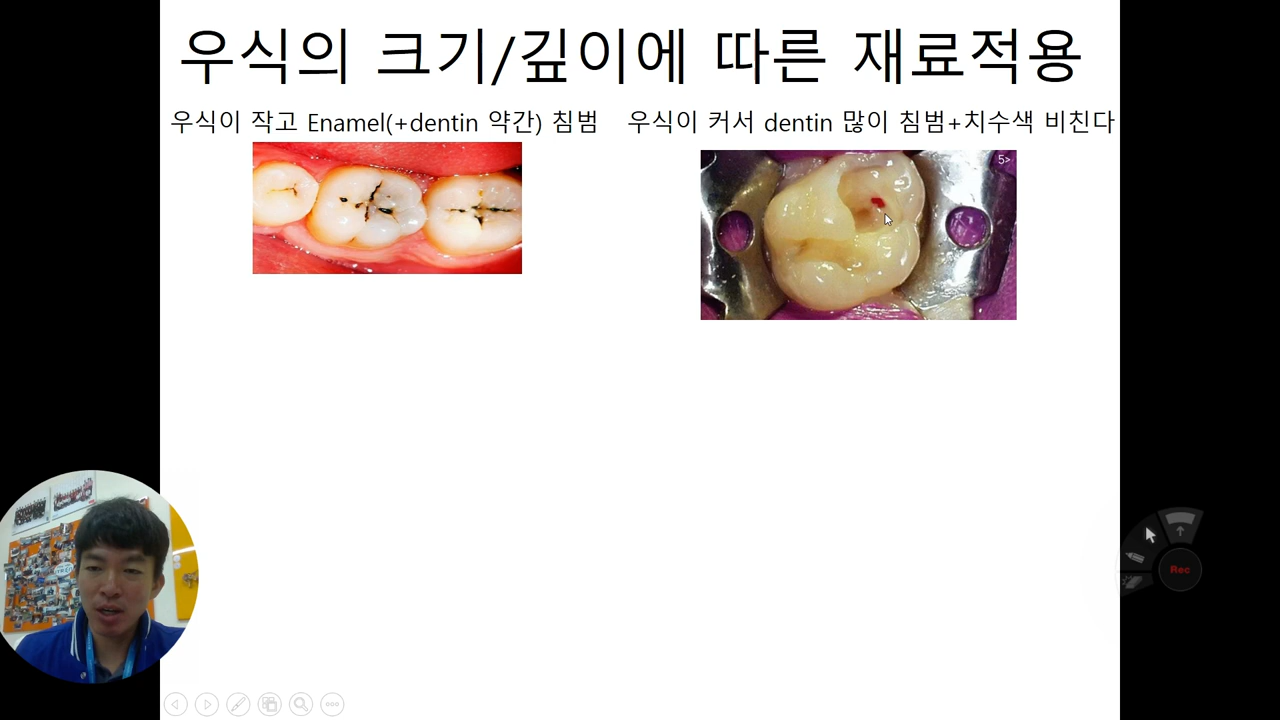 우식의 크기/깊이에 따른 재료적용
우식이 작고 Enamel(+dentin 약간) 침범
우식이 커서 dentin 많이 침범+치수색 비친다
5>
Rec